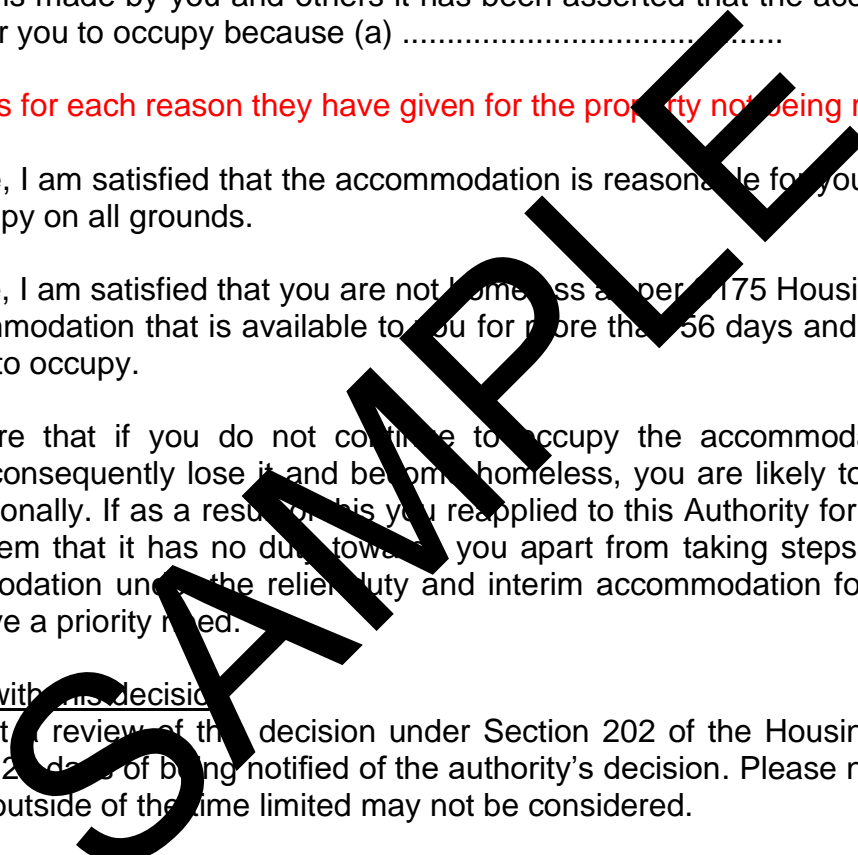 ns made by you and others it has been asserted that the acc
r you to occupy because (a) ............................................
s for each reason they have given for the property not being r
e, I am satisfied that the accommodation is reasonable for you
py on all grounds.
e, I am satisfied that you are not homeless as per 175 Housi
nmodation that is available to you for more than 56 days and
to occupy.
re that if you do not continue to occupy the accommoda
consequently lose it and become homeless, you are likely to
onally. If as a result of this you reapplied to this Authority for
em that it has no duty towards you apart from taking steps
odation under the relief duty and interim accommodation fo
ve a priority need.
with this decision
t a review of the decision under Section 202 of the Housin
days of being notified of the authority's decision. Please n
outside of the time limited may not be considered.
SAMPLE